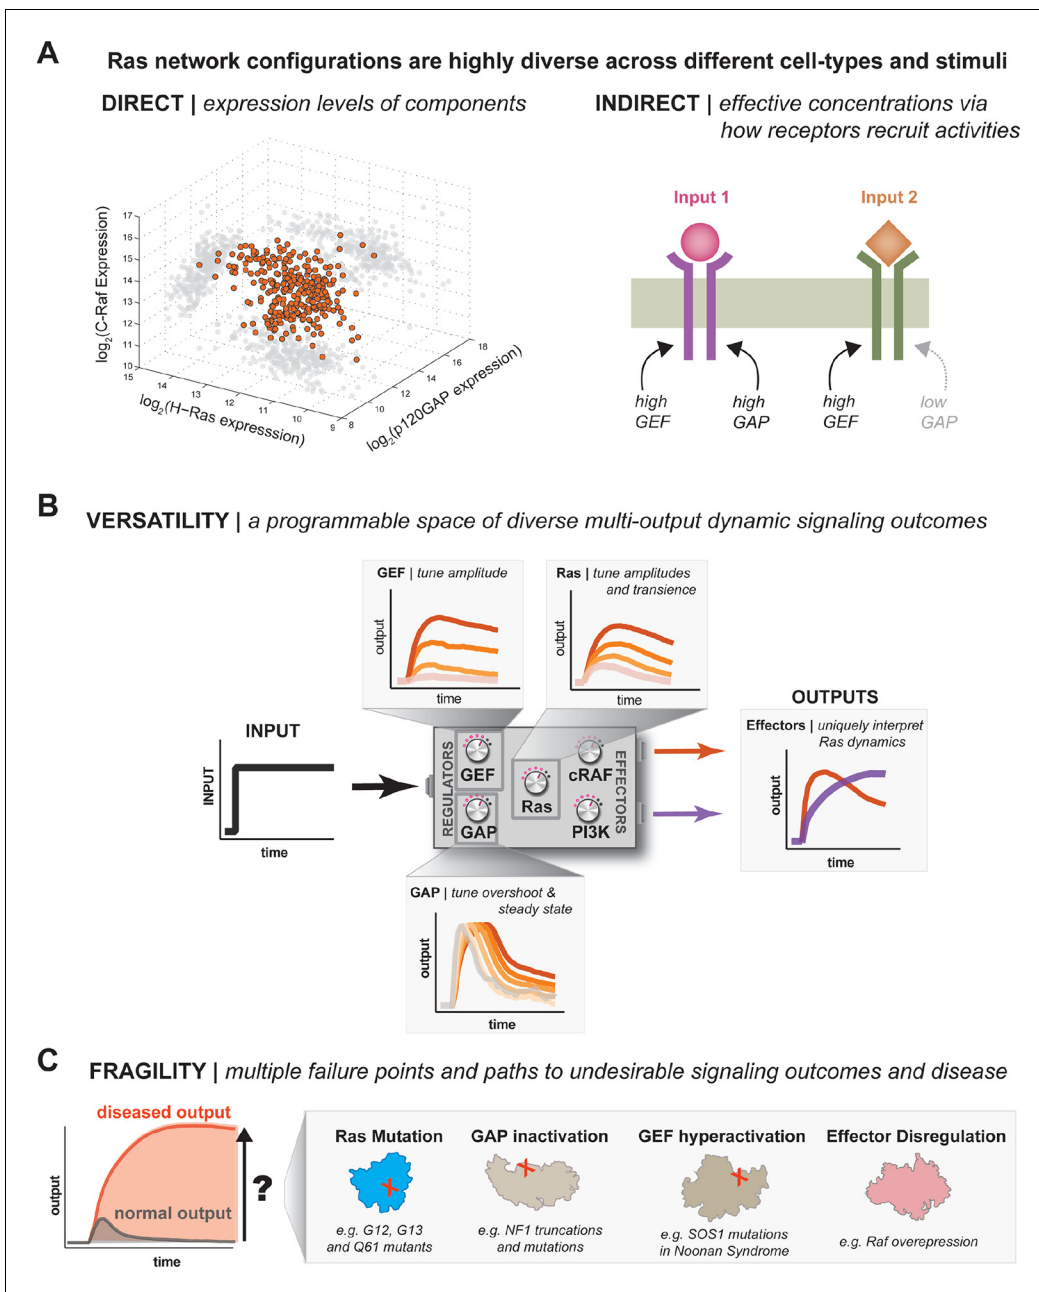 A
Ras network configurations are highly diverse across different cell-types and stimuli
DIRECT | expression levels of components
INDIRECT | effective concentrations via
how receptors recruit activities
17
16
15
14
13
12
11
10
log2(C-Raf Expression)
15
14
13
12
11
10
9
log2(H-Ras expresssion)
8
10
12
14
16
18
log2(p120GAP expression)
Input 1
Input 2
high
GEF
high
GAP
high
GEF
low
GAP
B
VERSATILITY | a programmable space of diverse multi-output dynamic signaling outcomes
GEF | tune amplitude
output
time
Ras | tune amplitudes
and transience
output
time
INPUT
INPUT
time
REGULATORS
GEF
GAP
Ras
cRAF
PI3K
EFFECTORS
OUTPUTS
Effectors | uniquely interpret
Ras dynamics
output
time
GAP | tune overshoot &
steady state
output
time
C
FRAGILITY | multiple failure points and paths to undesirable signaling outcomes and disease
diseased output
normal output
output
time
?
Ras Mutation
X
e.g. G12, G13
and Q61 mutants
GAP inactivation
X
e.g. NF1 truncations
and mutations
GEF hyperactivation
X
e.g. SOS1 mutations
in Noonan Syndrome
Effector Disregulation
e.g. Raf overepression